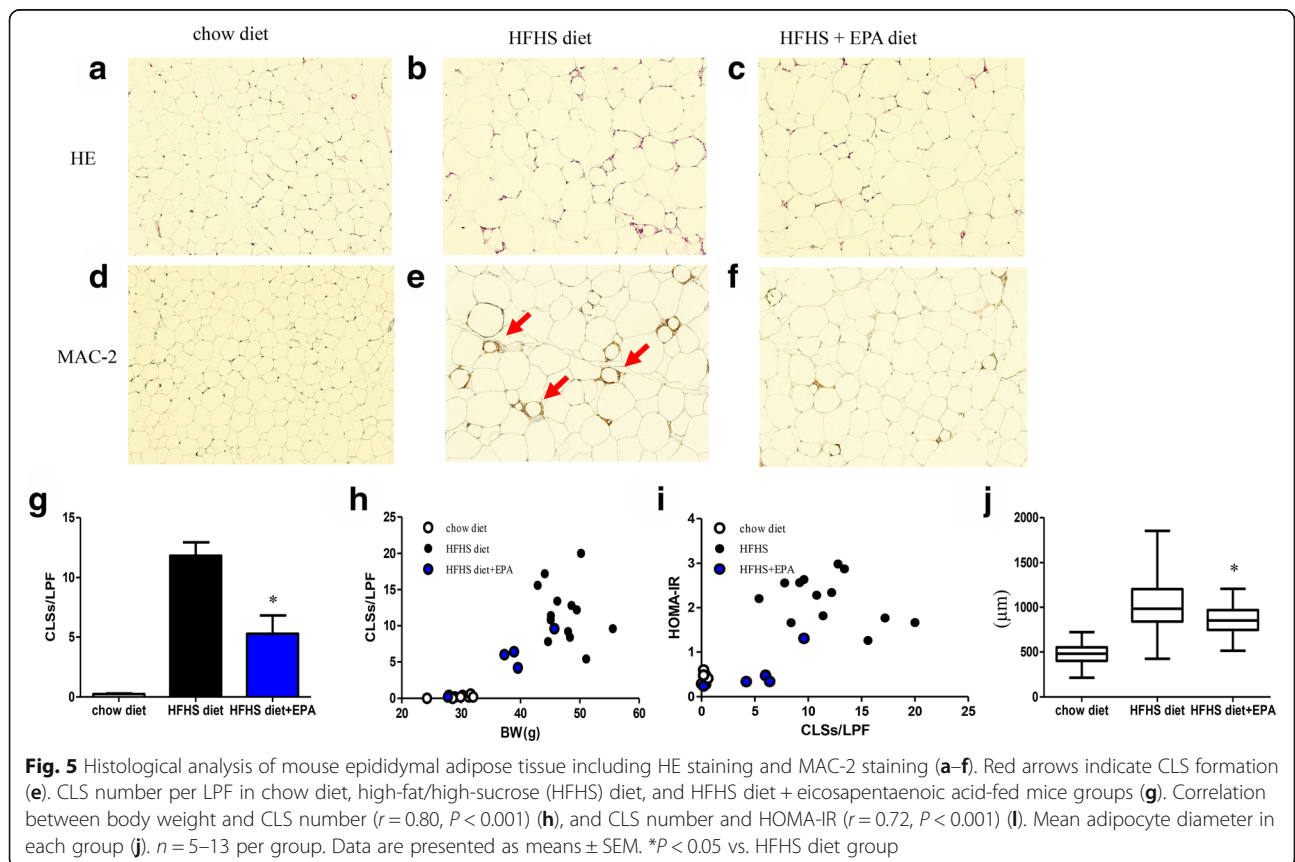 chow diet
HFHS diet
HFHS + EPA diet
a
b
c
HE
d
e
f
MAC-2
g
15
10
5
0
CLSs/LPF
*
chow diet
HFHS diet
HFHS diet+EPA
h
25
20
15
10
5
0
CLSs/LPF
chow diet
HFHS diet
HFHS diet+EPA
20
40
60
BW(g)
i
4
3
2
1
0
HOMA-IR
chow diet
HFHS
HFHS+EPA
0
5
10
15
20
25
CLSs/LPF
j
2000
1500
1000
500
0
(μm)
*
chow diet
HFHS diet
HFHS diet+EPA
Fig. 5 Histological analysis of mouse epididymal adipose tissue including HE staining and MAC-2 staining (a–f). Red arrows indicate CLS formation
(e). CLS number per LPF in chow diet, high-fat/high-sucrose (HFHS) diet, and HFHS diet + eicosapentaenoic acid-fed mice groups (g). Correlation
between body weight and CLS number (r = 0.80, P < 0.001) (h), and CLS number and HOMA-IR (r = 0.72, P < 0.001) (I). Mean adipocyte diameter in
each group (j). n = 5–13 per group. Data are presented as means ± SEM. *P < 0.05 vs. HFHS diet group